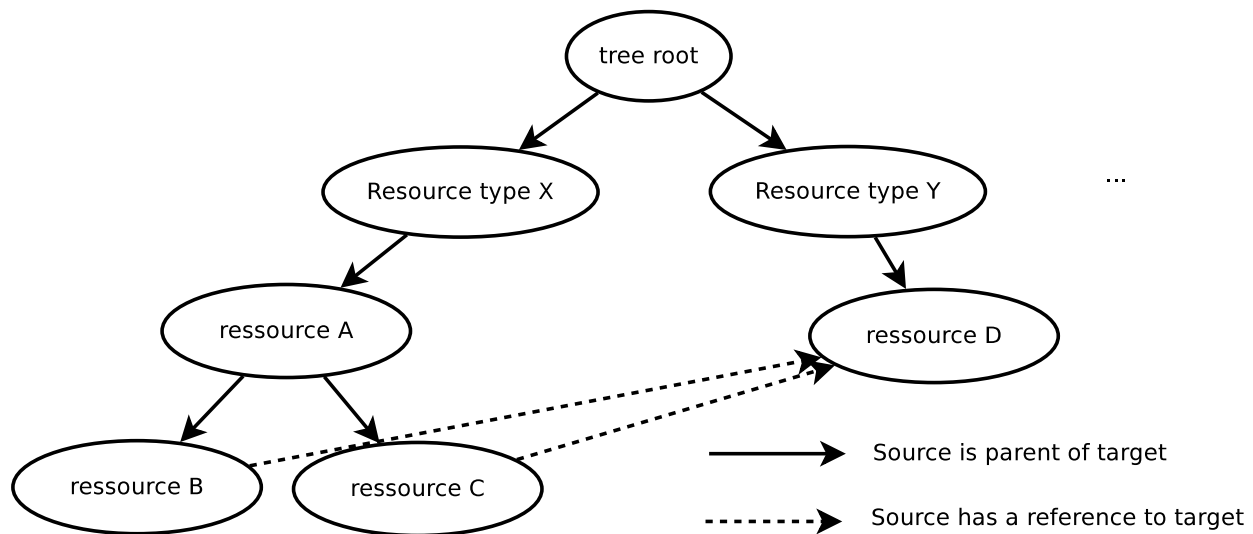 tree root
Resource type X
Resource type Y
...
ressource A
ressource D
ressource B
ressource C
Source is parent of target
Source has a reference to target